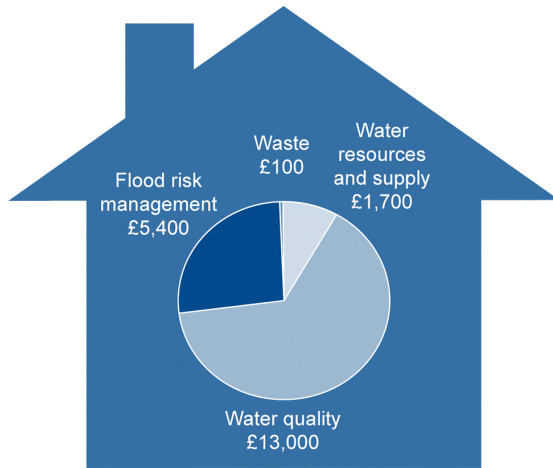 Waste
£100
Water
resources
and supply
£1,700
Flood risk
management
£5,400
Water quality
£13,000